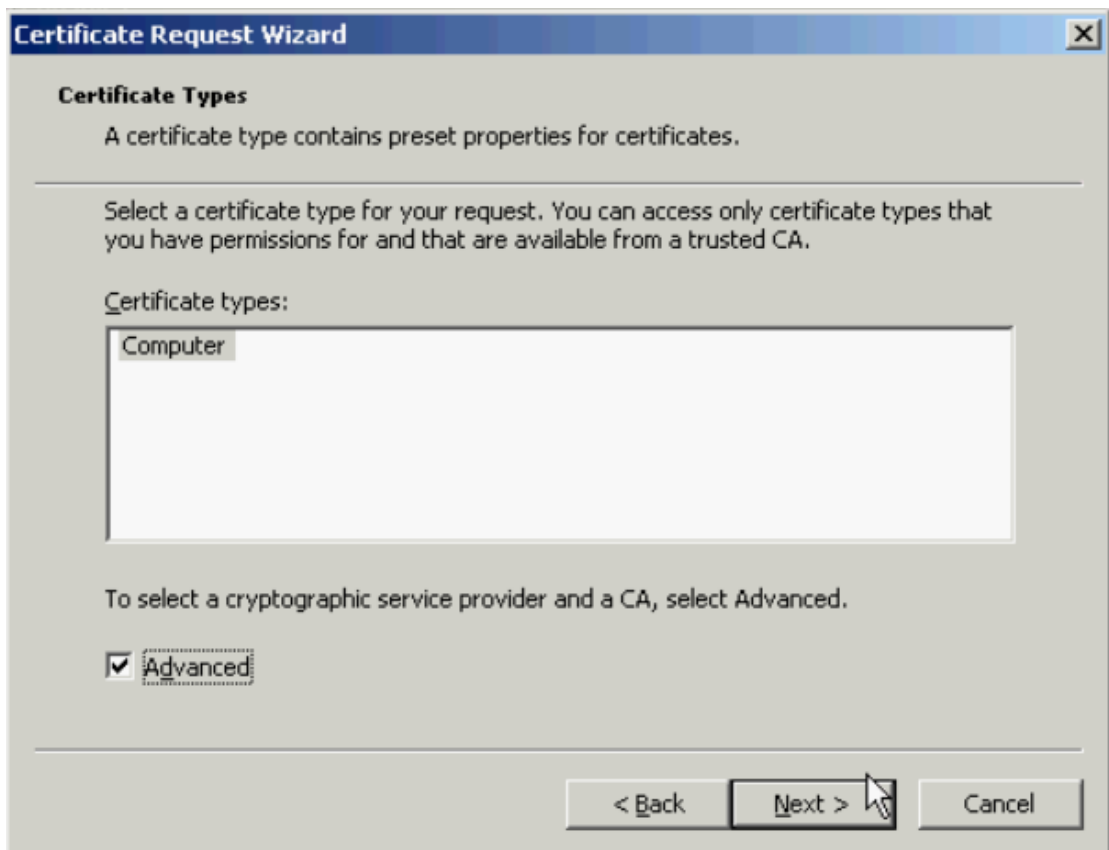 Certificate Request Wizard
Certificate Types
A certificate type contains preset properties for certificates.
Select a certificate type for your request. You can access only certificate types that
you have permissions for and that are available from a trusted CA.
Certificate types:
Computer
To select a cryptographic service provider and a CA, select Advanced.
Advanced
< Back Next > Cancel